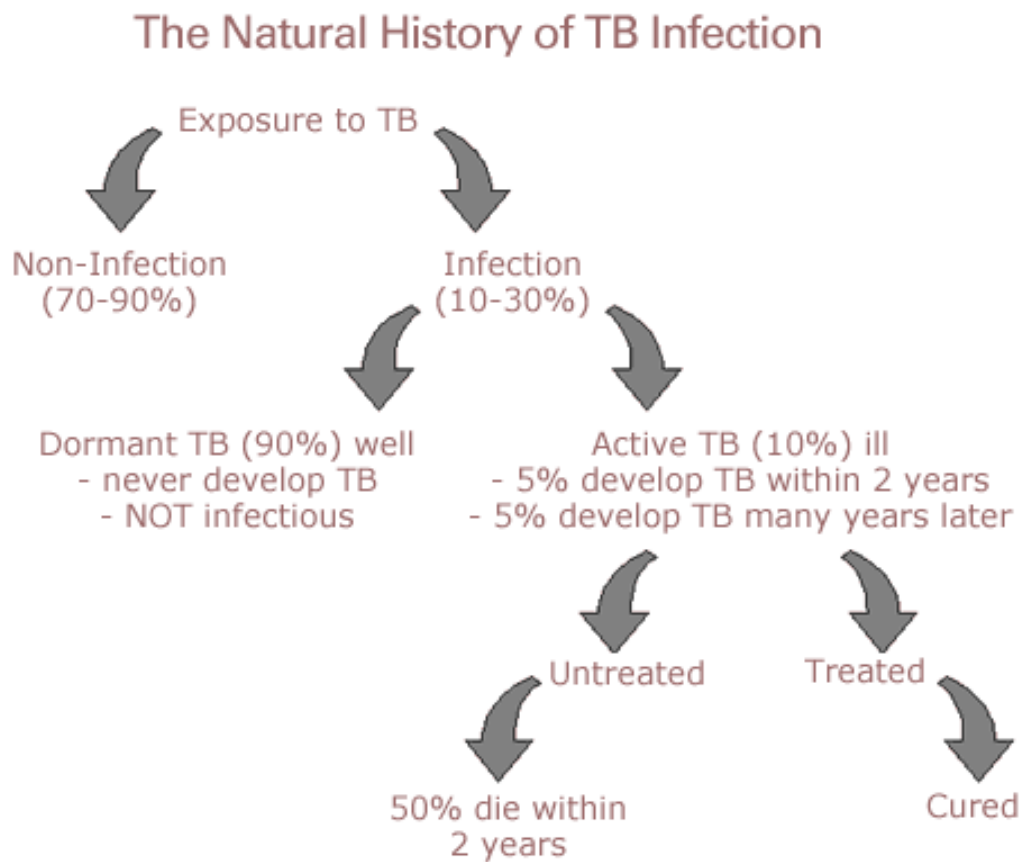 The Natural History of TB Infection
Exposure to TB
Non-Infection
(70-90%)
Infection
(10-30%)
Dormant TB (90%) well
- never develop TB
- NOT infectious
Active TB (10%) ill
- 5% develop TB within 2 years
- 5% develop TB many years later
Untreated
Treated
50% die within
2 years
Cured